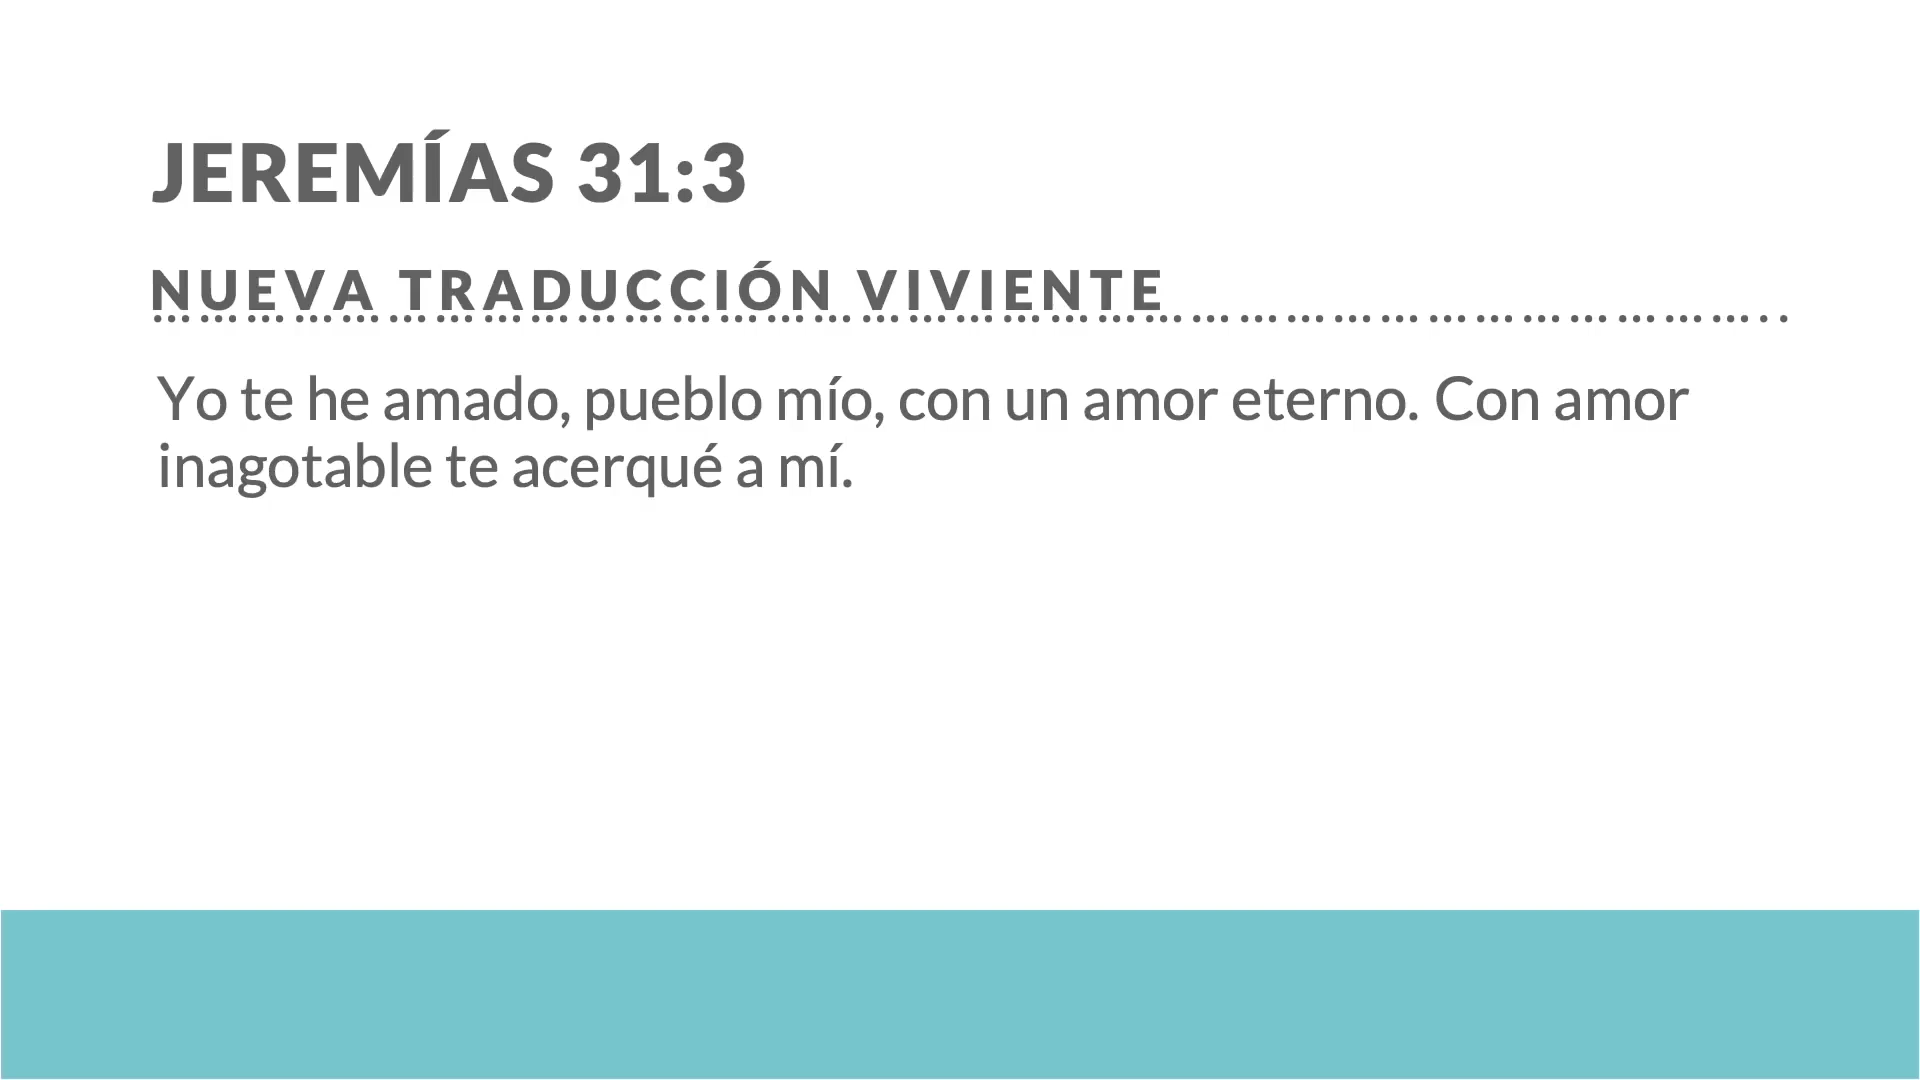 JEREMÍAS 31:3
NUEVA TRADUCCIÓN VIVIENTE
Yo te he amado, pueblo mío, con un amor eterno. Con amor
inagotable te acerqué a mí.